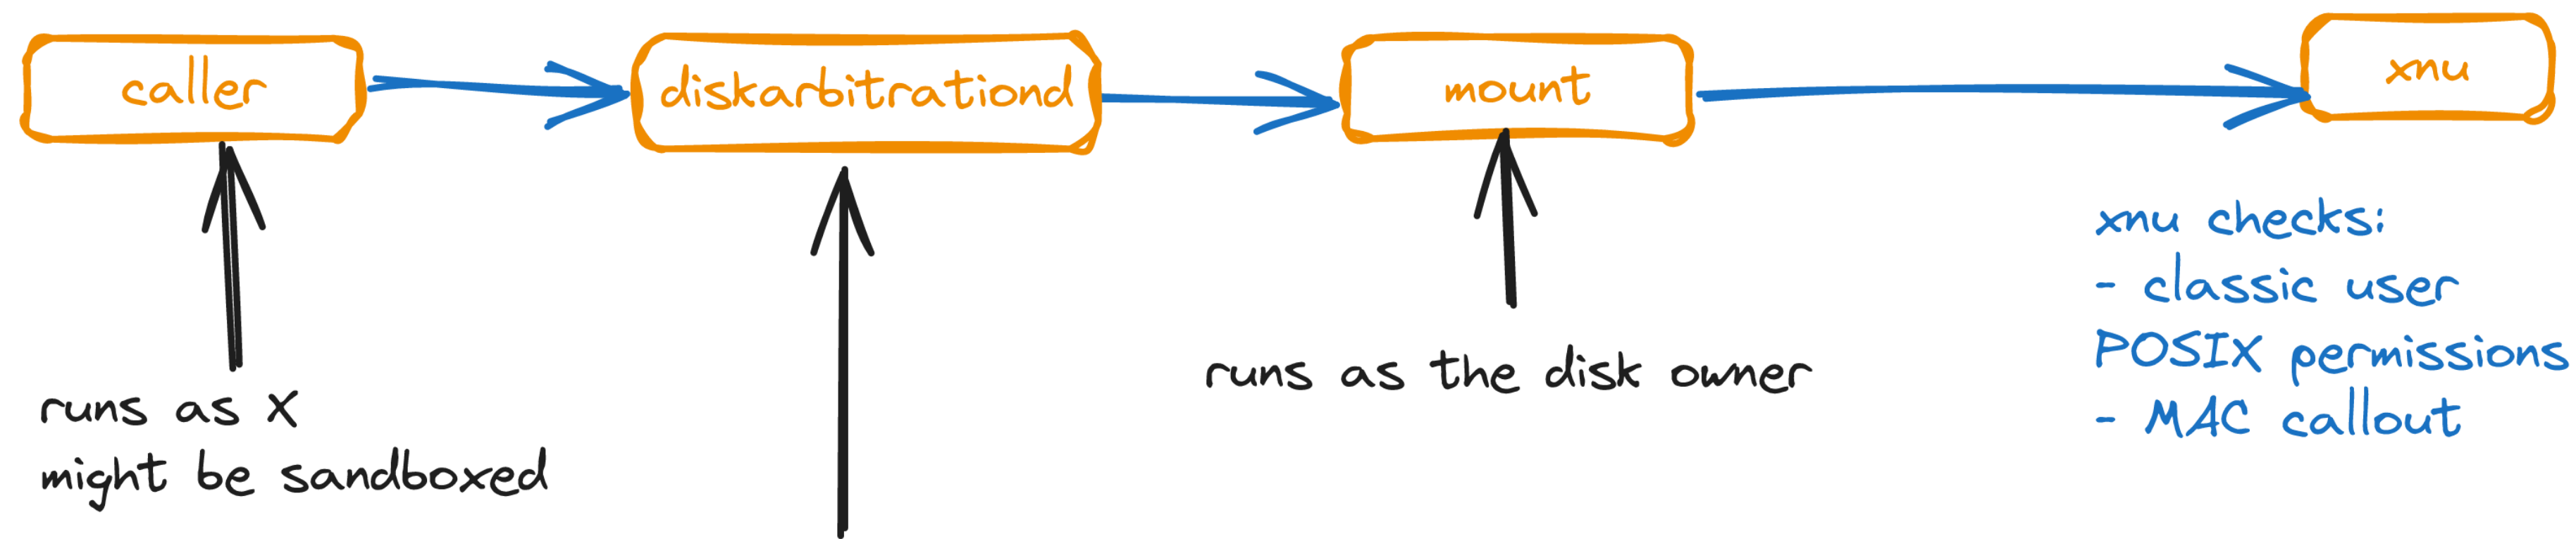 caller
diskarbitrationd
mount
xnu
runs as X
might be sandboxed
runs as the disk owner
xnu checks:
- classic user
POSIX permissions
- MAC callout